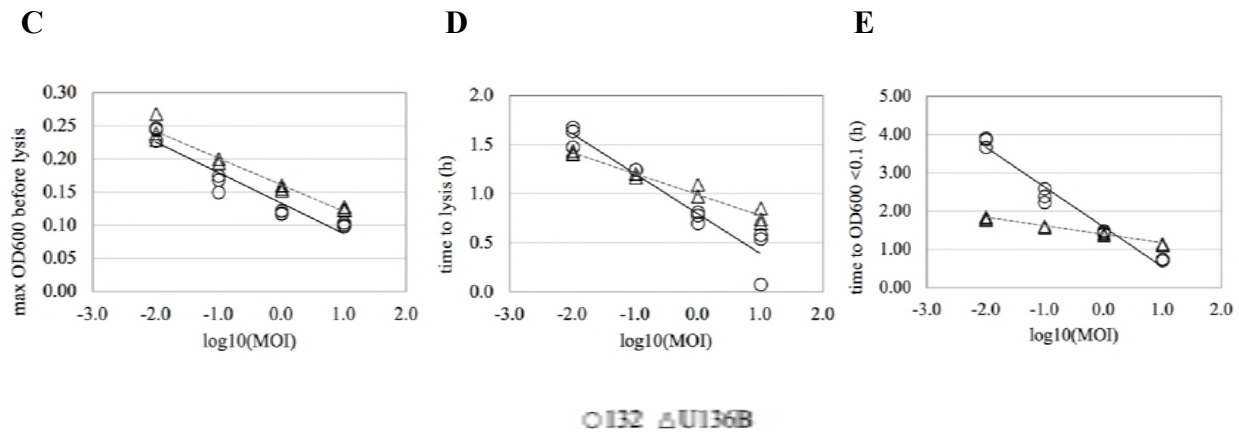 C
D
E
max OD600 before lysis
0.30
0.25
0.20
0.15
0.10
0.05
0.00
-3.0 -2.0 -1.0 0.0 1.0 2.0
log10(MOI)
time to lysis (h)
2.0
1.5
1.0
0.5
0.0
-3.0 -2.0 -1.0 0.0 1.0 2.0
log10(MOI)
time to OD600 <0.1 (h)
5.00
4.00
3.00
2.00
1.00
0.00
-3.0 -2.0 -1.0 0.0 1.0 2.0
log10(MOI)
132 U136B